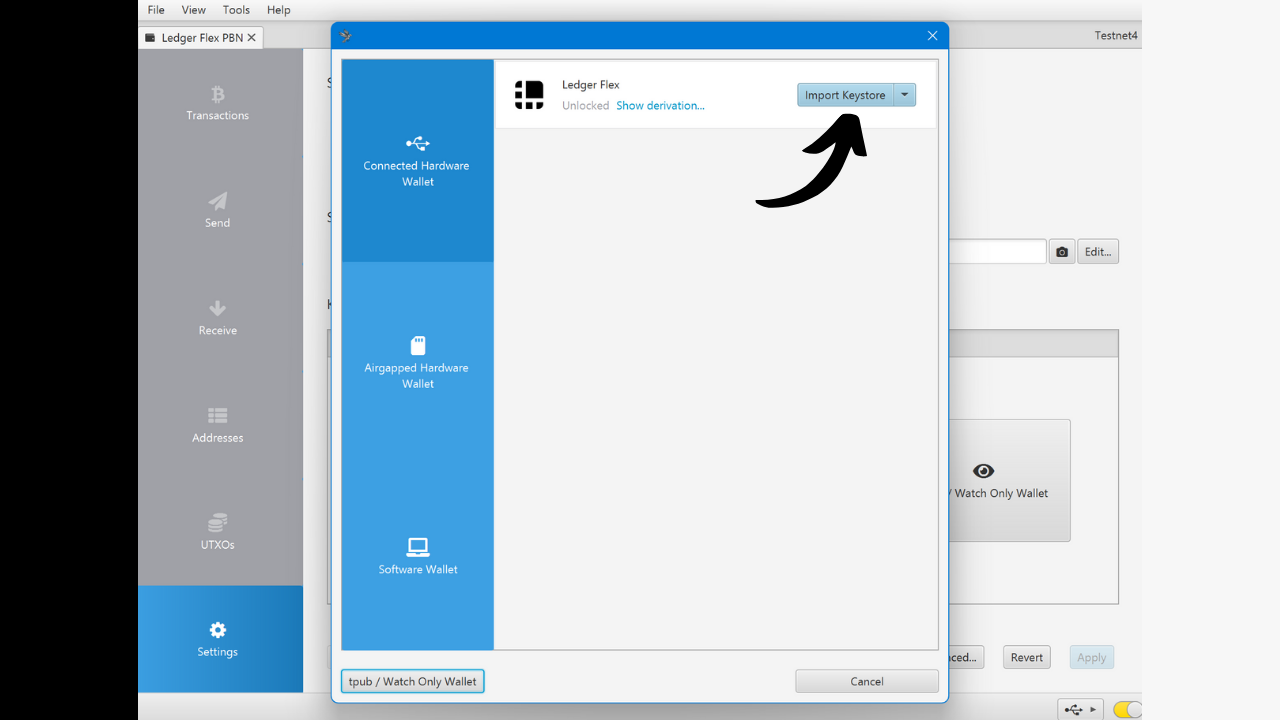 File View Tools Help
Ledger Flex PBN
Testnet4
Transactions
Send
Receive
Addresses
UTXOs
Settings
Connected Hardware
Wallet
Airgapped Hardware
Wallet
Software Wallet
Ledger Flex
Unlocked Show derivation...
Import Keystore
Edit...
/ Watch Only Wallet
ced... Revert Apply
tpub / Watch Only Wallet
Cancel